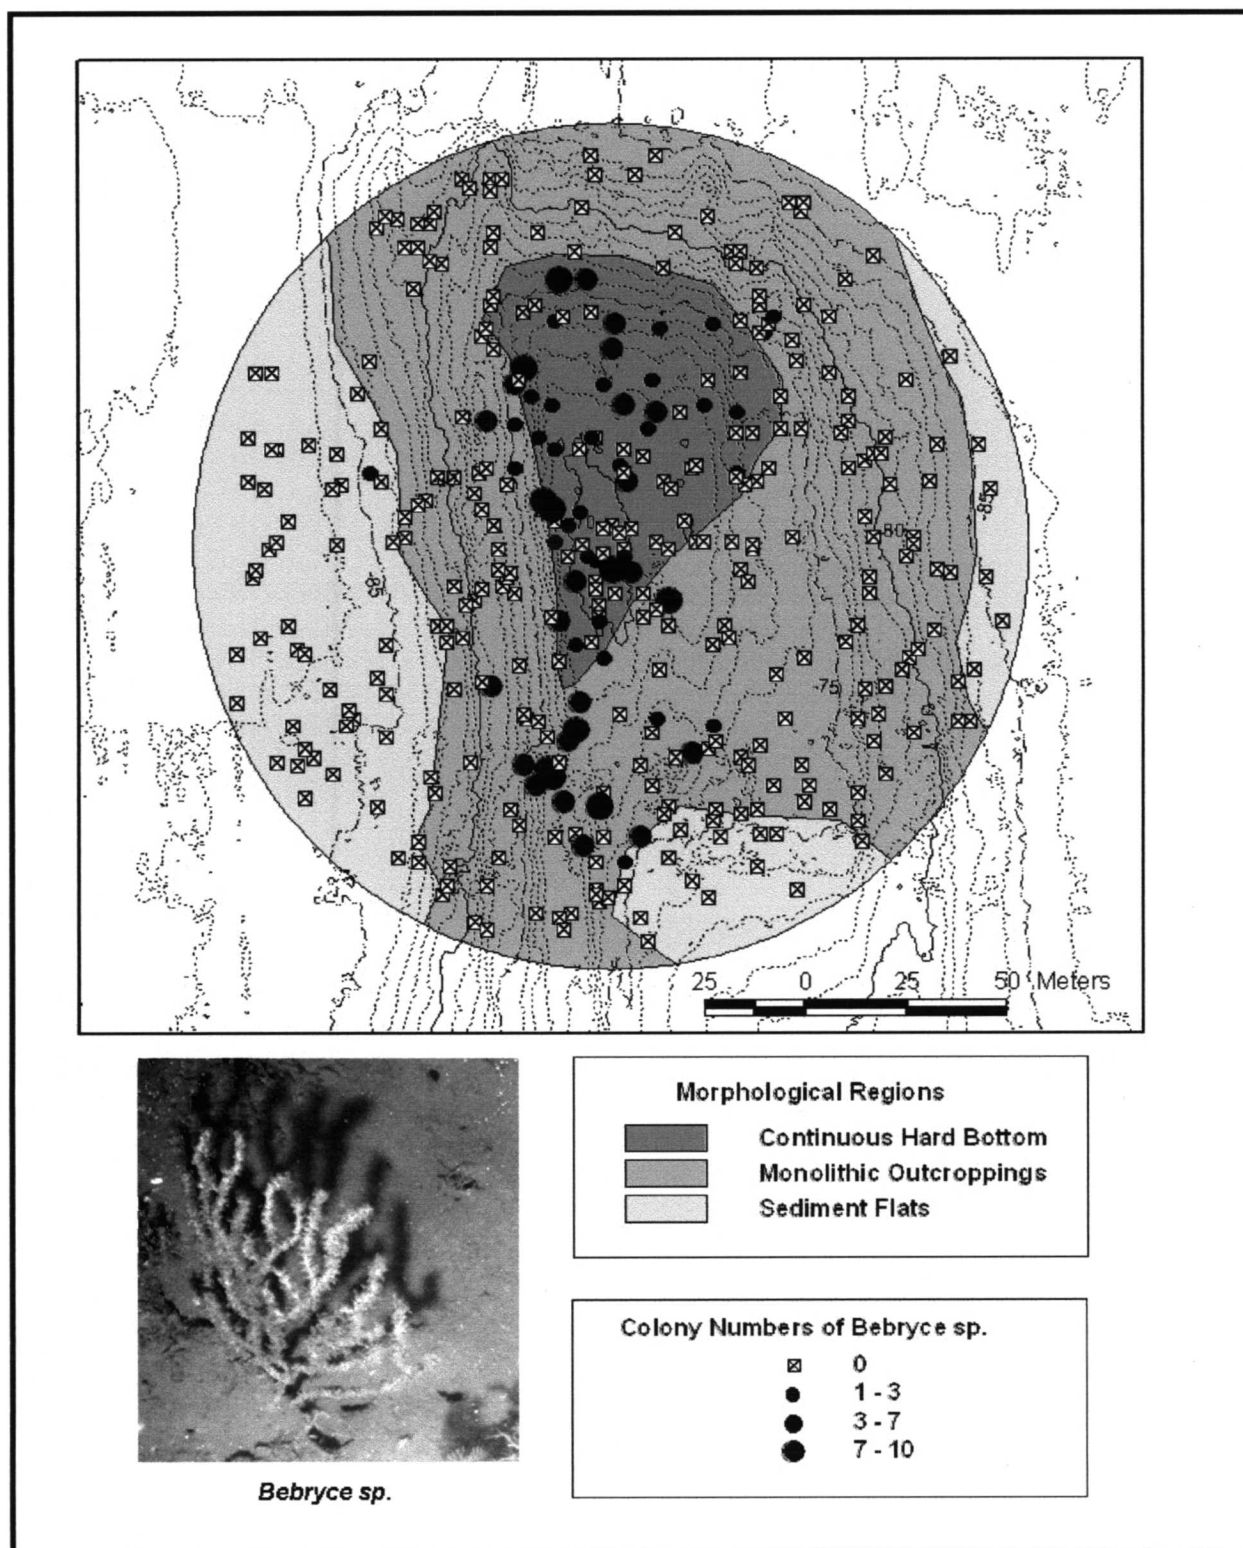 -85
-80
-85
-75
25 0 25 50 Meters
Morphological Regions
Continuous Hard Bottom
Monolithic Outcroppings
Sediment Flats
Colony Numbers of Bebryce sp.
0
1 - 3
3 - 7
7 - 10
Bebryce sp.